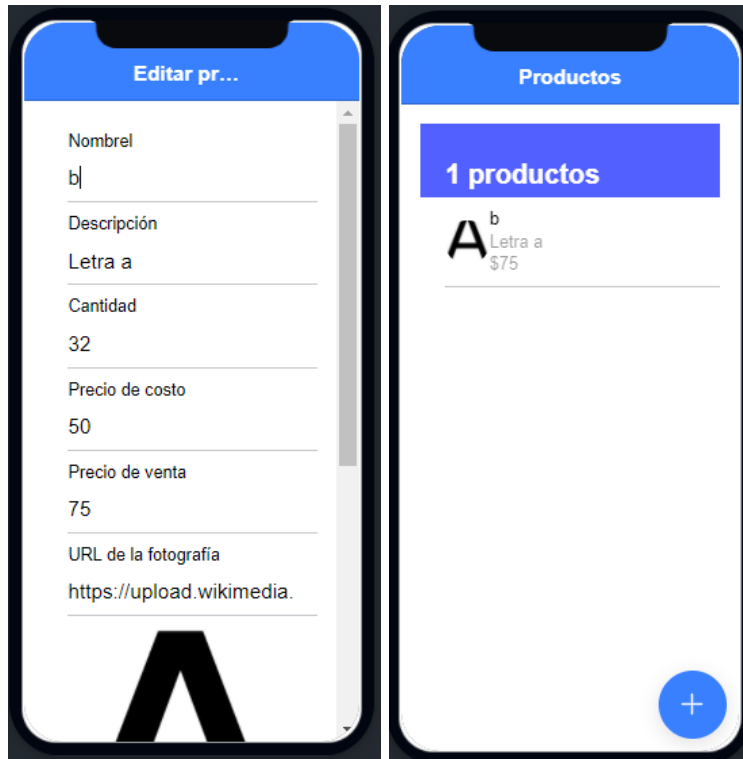 Editar pr...
Nombrel
b
Descripción
Letra a
Cantidad
32
Precio de costo
50
Precio de venta
75
URL de la fotografía
https://upload.wikimedia.
A
Productos
1 productos
A
b
Letra a
$75
+